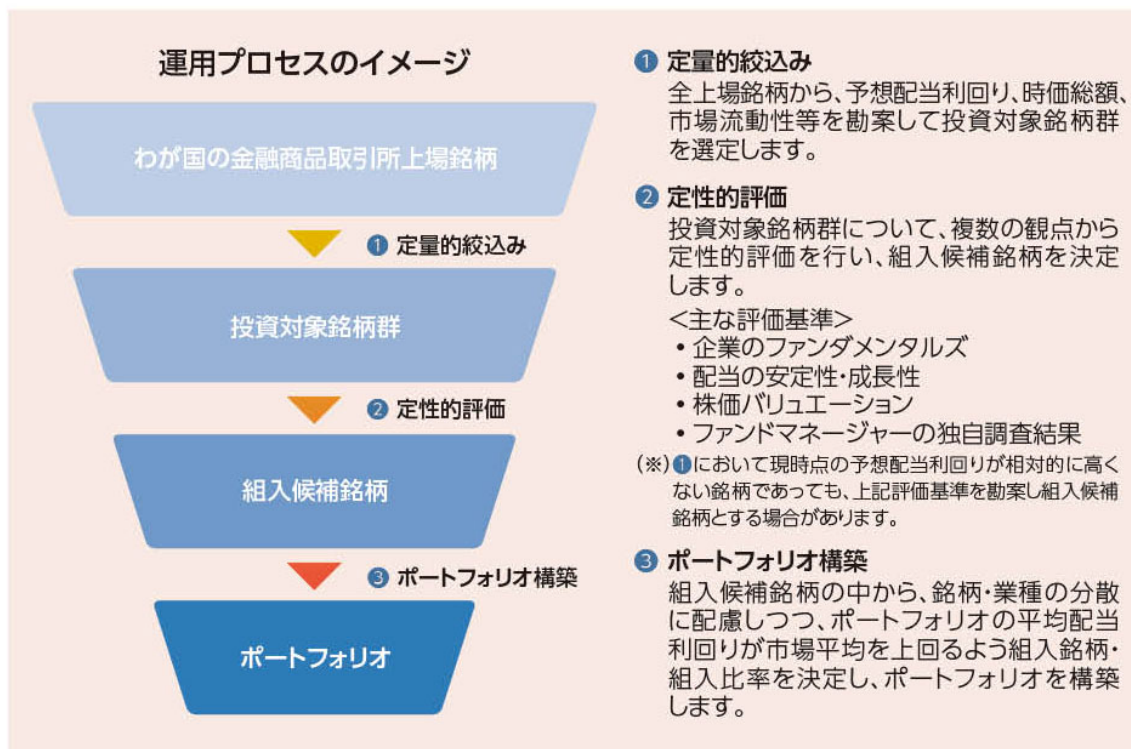 運用プロセスのイメージ
わが国の金融商品取引所上場銘柄
❶ 定量的絞込み
投資対象銘柄群
❷ 定性的評価
組入候補銘柄
❸ ポートフォリオ構築
ポートフォリオ
❶ 定量的絞込み
全上場銘柄から、予想配当利回り、時価総額、
市場流動性等を勘案して投資対象銘柄群
を選定します。
❷ 定性的評価
投資対象銘柄群について、複数の観点から
定性的評価を行い、組入候補銘柄を決定
します。
＜主な評価基準＞
• 企業のファンダメンタルズ
• 配当の安定性・成長性
• 株価バリュエーション
• ファンドマネージャーの独自調査結果
(※)❶において現時点の予想配当利回りが相対的に高く
ない銘柄であっても、上記評価基準を勘案し組入候補
銘柄とする場合があります。
❸ ポートフォリオ構築
組入候補銘柄の中から、銘柄・業種の分散
に配慮しつつ、ポートフォリオの平均配当
利回りが市場平均を上回るよう組入銘柄・
組入比率を決定し、ポートフォリオを構築
します。